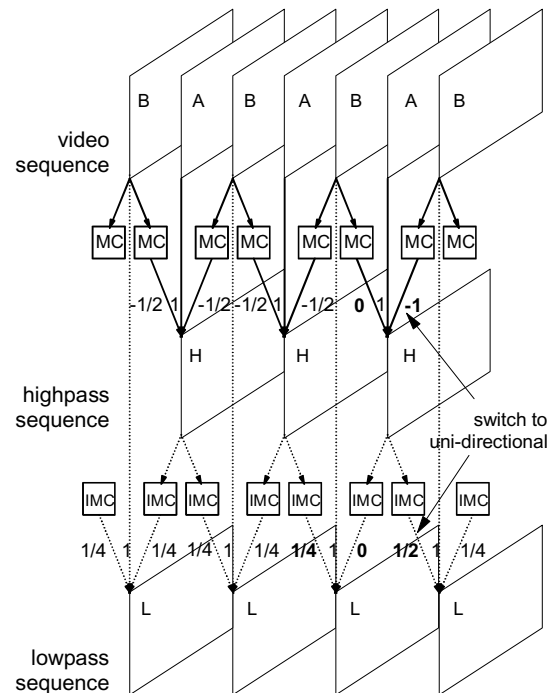 B A B A B A B
video
sequence
MC MC MC MC MC MC MC MC
-1/2 1 -1/2 -1/2 1 -1/2 0 1 -1
H H H
highpass
sequence
switch to
uni-directional
IMC IMC IMC IMC IMC IMC IMC IMC
1/4 1 1/4 1/4 1 1/4 1/4 1 0 1/2 1 1/4
L L L L
lowpass
sequence